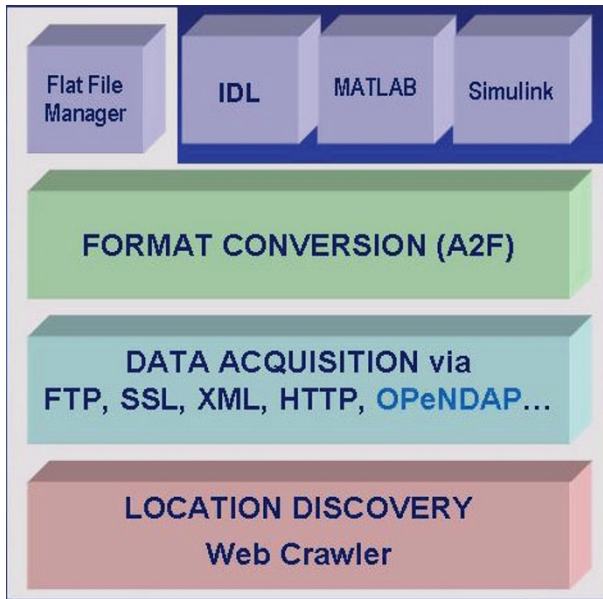 Flat File
Manager
IDL
MATLAB
Simulink
FORMAT CONVERSION (A2F)
DATA ACQUISITION via
FTP, SSL, XML, HTTP, OPeNDAP...
LOCATION DISCOVERY
Web Crawler